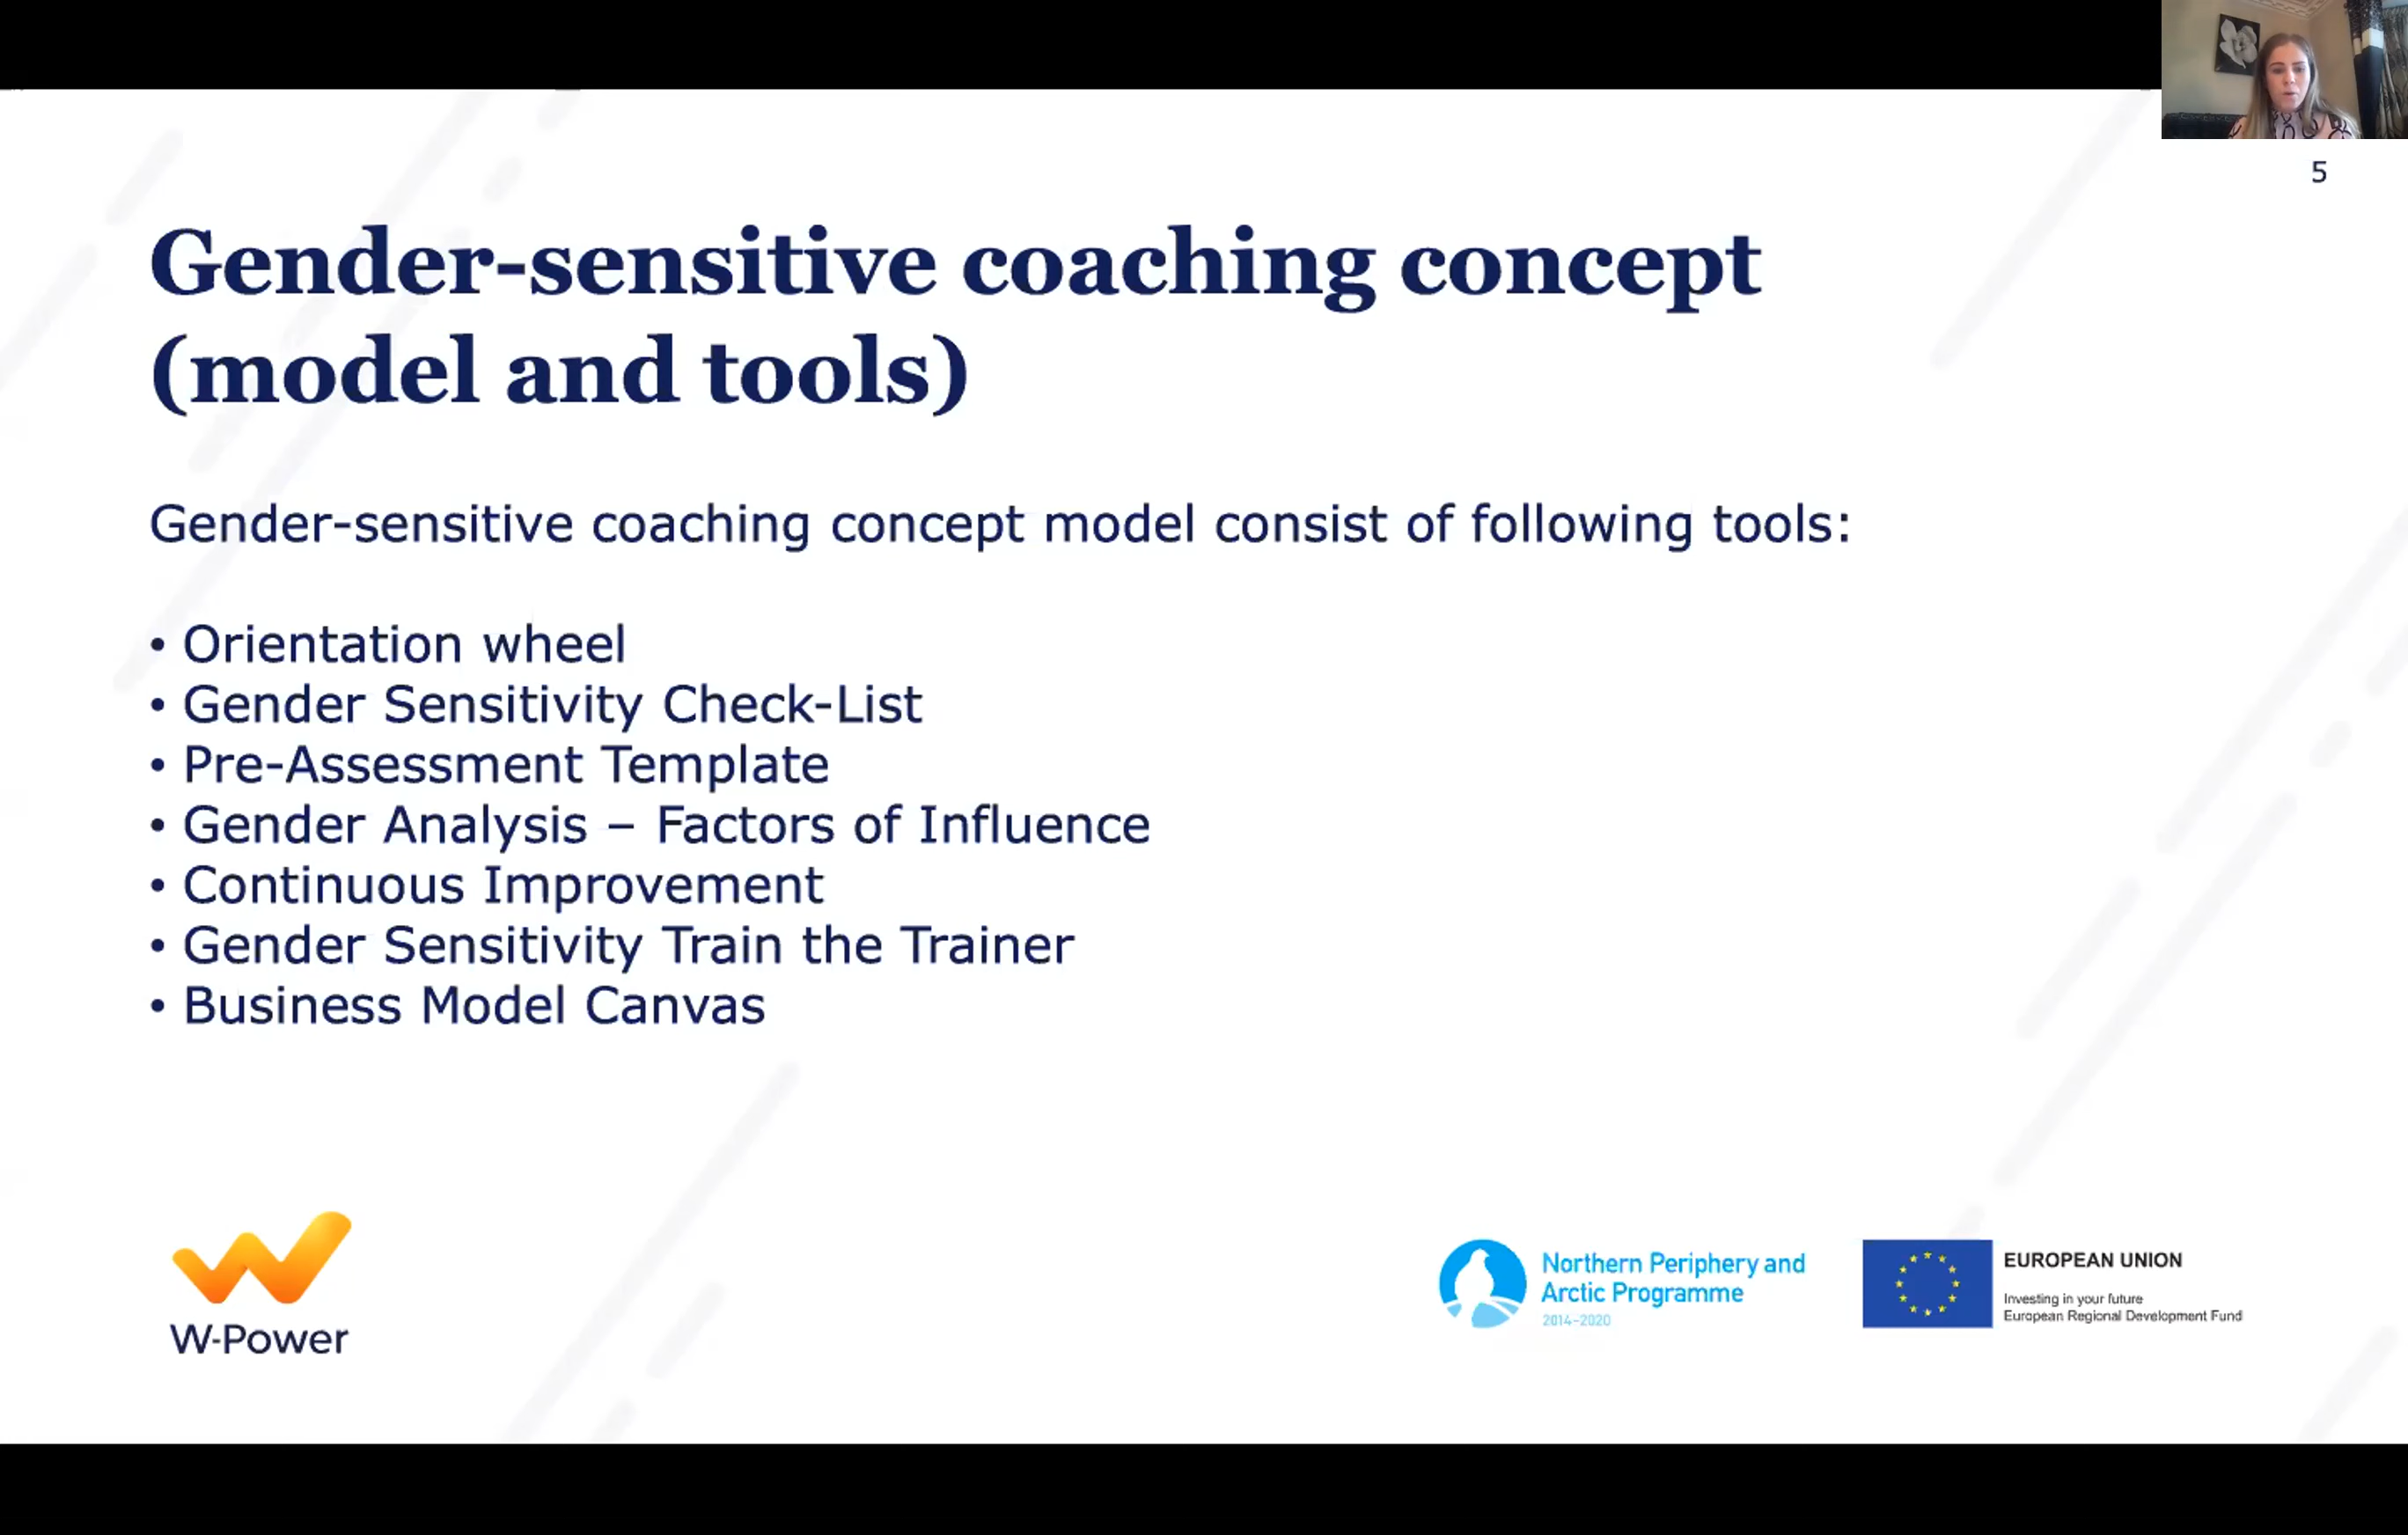 5
Gender-sensitive coaching concept
(model and tools)
Gender-sensitive coaching concept model consist of following tools:
• Orientation wheel
• Gender Sensitivity Check-List
• Pre-Assessment Template
• Gender Analysis – Factors of Influence
• Continuous Improvement
• Gender Sensitivity Train the Trainer
• Business Model Canvas
W-Power
Northern Periphery and
Arctic Programme
2014–2020
EUROPEAN UNION
Investing in your future
European Regional Development Fund